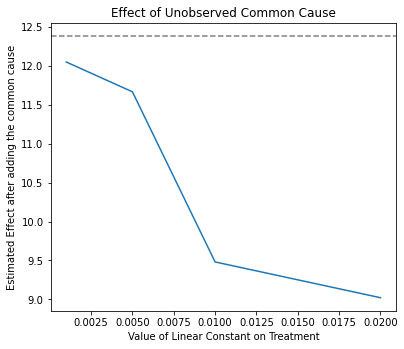 Effect of Unobserved Common Cause
Estimated Effect after adding the common cause
12.5
12.0
11.5
11.0
10.5
10.0
9.5
9.0
0.0025 0.0050 0.0075 0.0100 0.0125 0.0150 0.0175 0.0200
Value of Linear Constant on Treatment